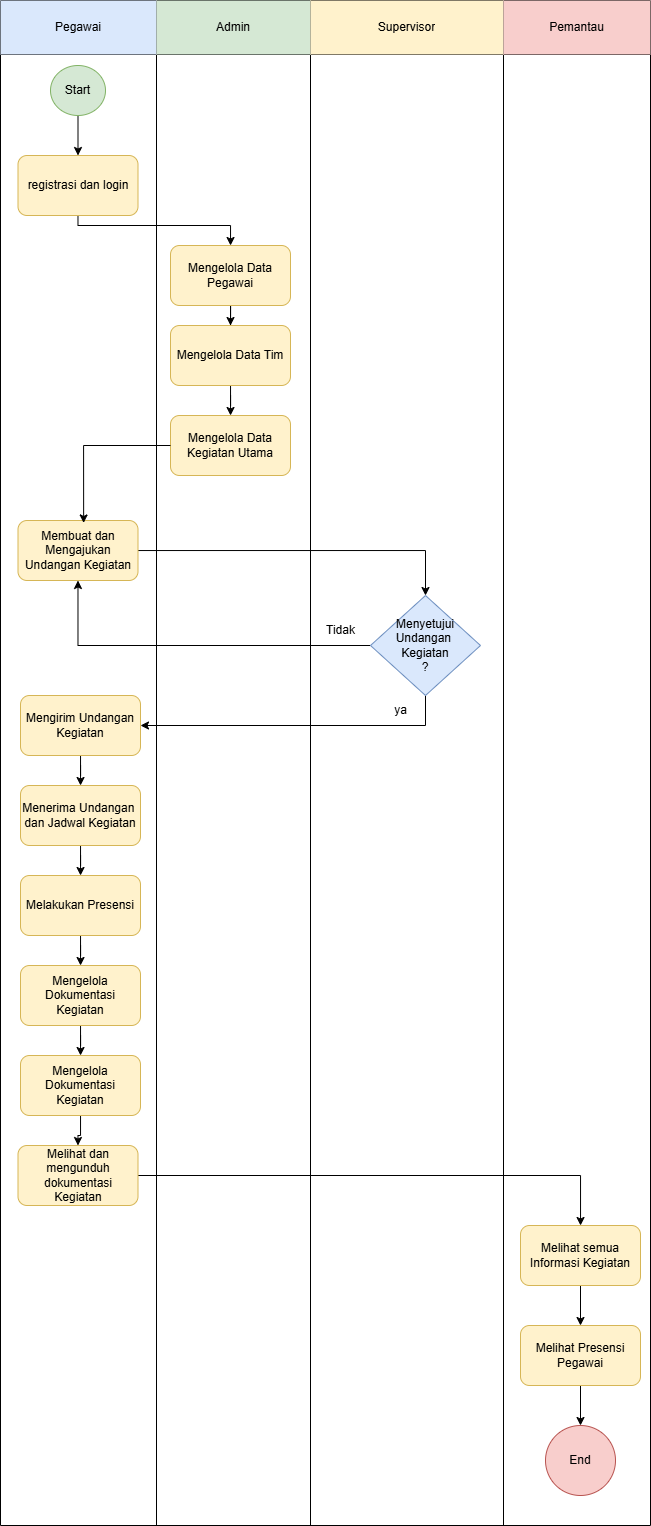 Pegawai
Admin
Supervisor
Pemantau
Start
registrasi dan login
Mengelola Data
Pegawai
Mengelola Data Tim
Mengelola Data
Kegiatan Utama
Membuat dan
Mengajukan
Undangan Kegiatan
Tidak
Menyetujui
Undangan
Kegiatan
?
ya
Mengirim Undangan
Kegiatan
Menerima Undangan
dan Jadwal Kegiatan
Melakukan Presensi
Mengelola
Dokumentasi
Kegiatan
Mengelola
Dokumentasi
Kegiatan
Melihat dan
mengunduh
dokumentasi
Kegiatan
Melihat semua
Informasi Kegiatan
Melihat Presensi
Pegawai
End